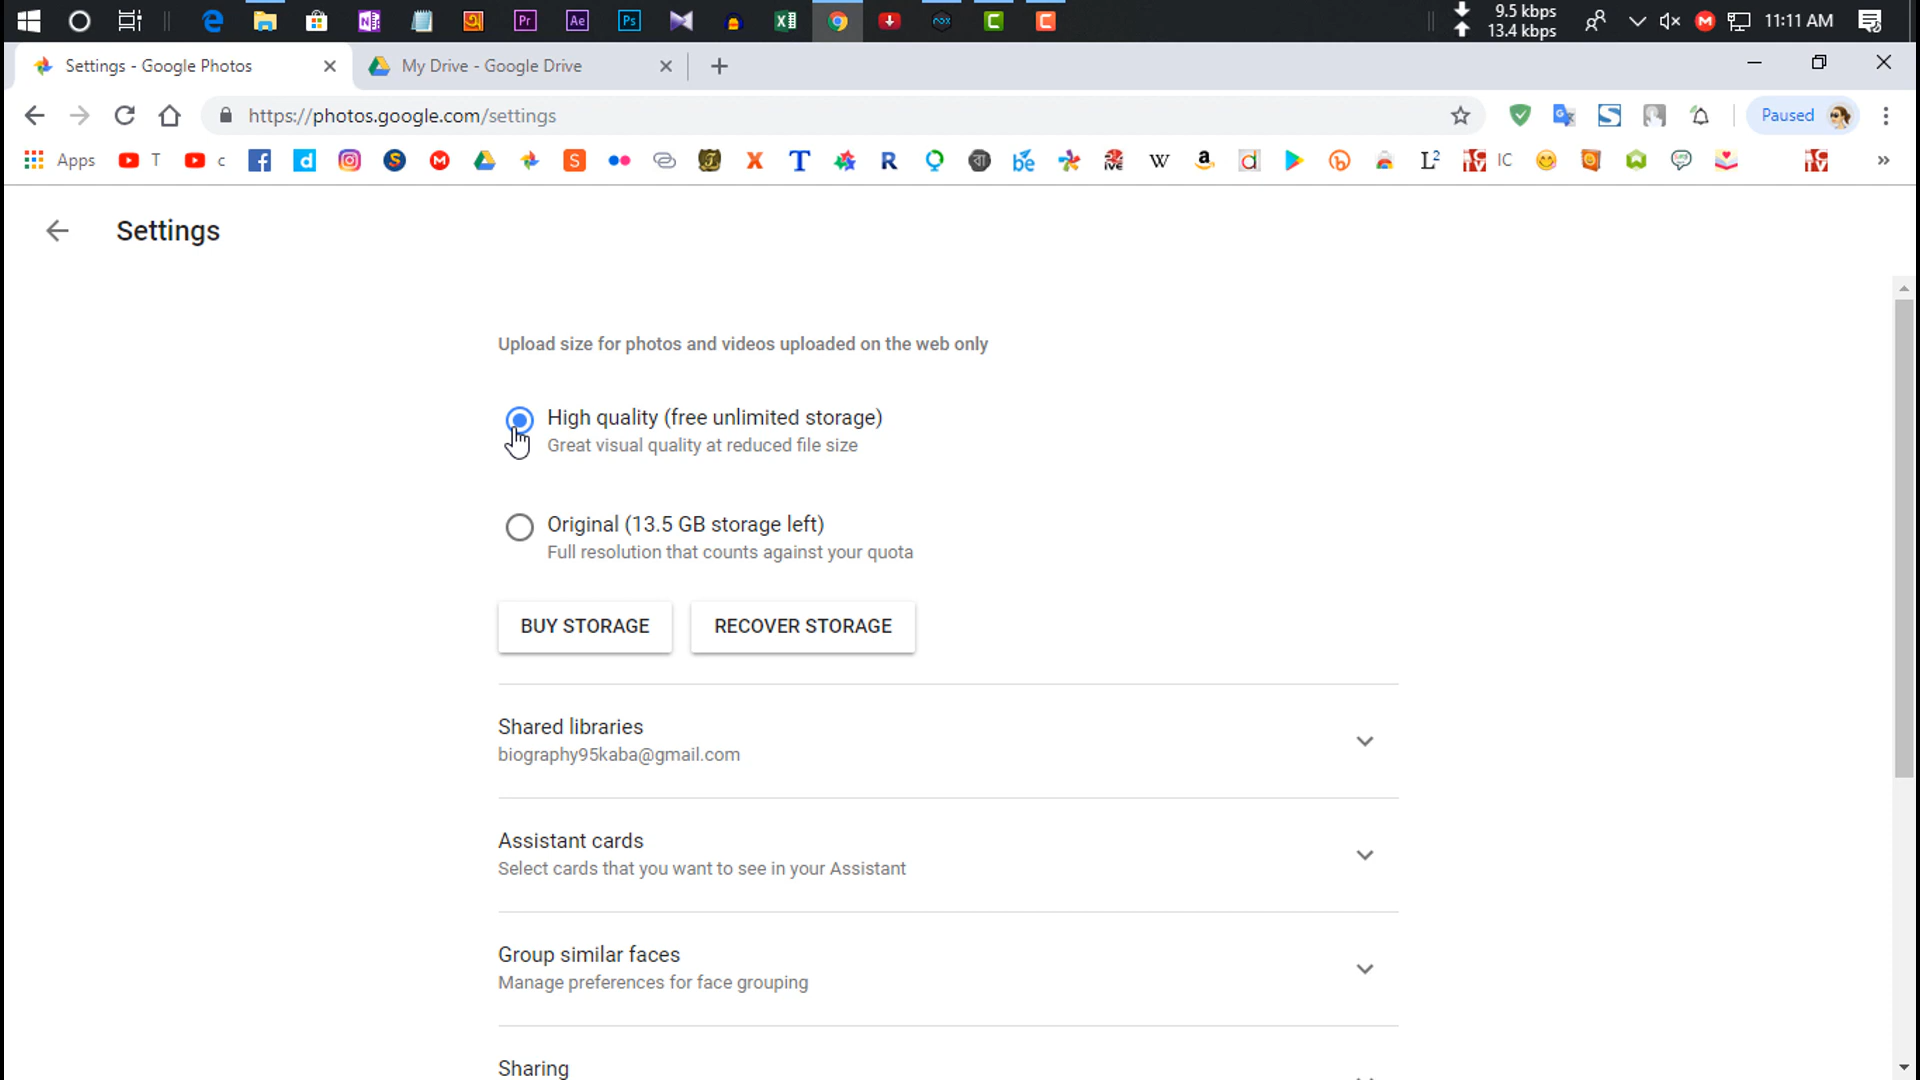 9.5 kbps
13.4 kbps
11:11 AM
Settings - Google Photos
My Drive - Google Drive
https://photos.google.com/settings
Paused
Apps
T
c
IC
Settings
Upload size for photos and videos uploaded on the web only
High quality (free unlimited storage)
Great visual quality at reduced file size
Original (13.5 GB storage left)
Full resolution that counts against your quota
BUY STORAGE
RECOVER STORAGE
Shared libraries
biography95kaba@gmail.com
Assistant cards
Select cards that you want to see in your Assistant
Group similar faces
Manage preferences for face grouping
Sharing